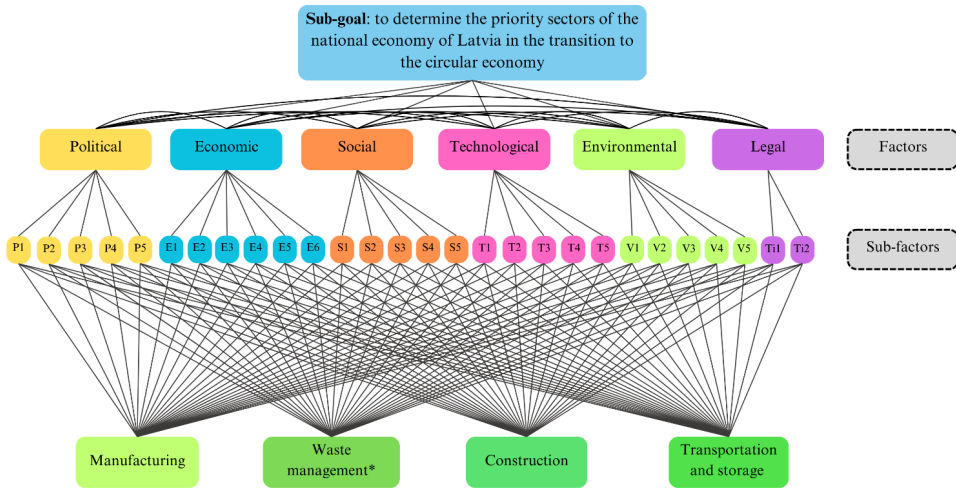 Sub-goal: to determine the priority sectors of the
national economy of Latvia in the transition to
the circular economy
Political
Economic
Social
Technological
Environmental
Legal
Factors
P1
P2
P3
P4
P5
E1
E2
E3
E4
E5
E6
S1
S2
S3
S4
S5
T1
T2
T3
T4
T5
V1
V2
V3
V4
V5
Ti1
Ti2
Sub-factors
Manufacturing
Waste
management*
Construction
Transportation
and storage